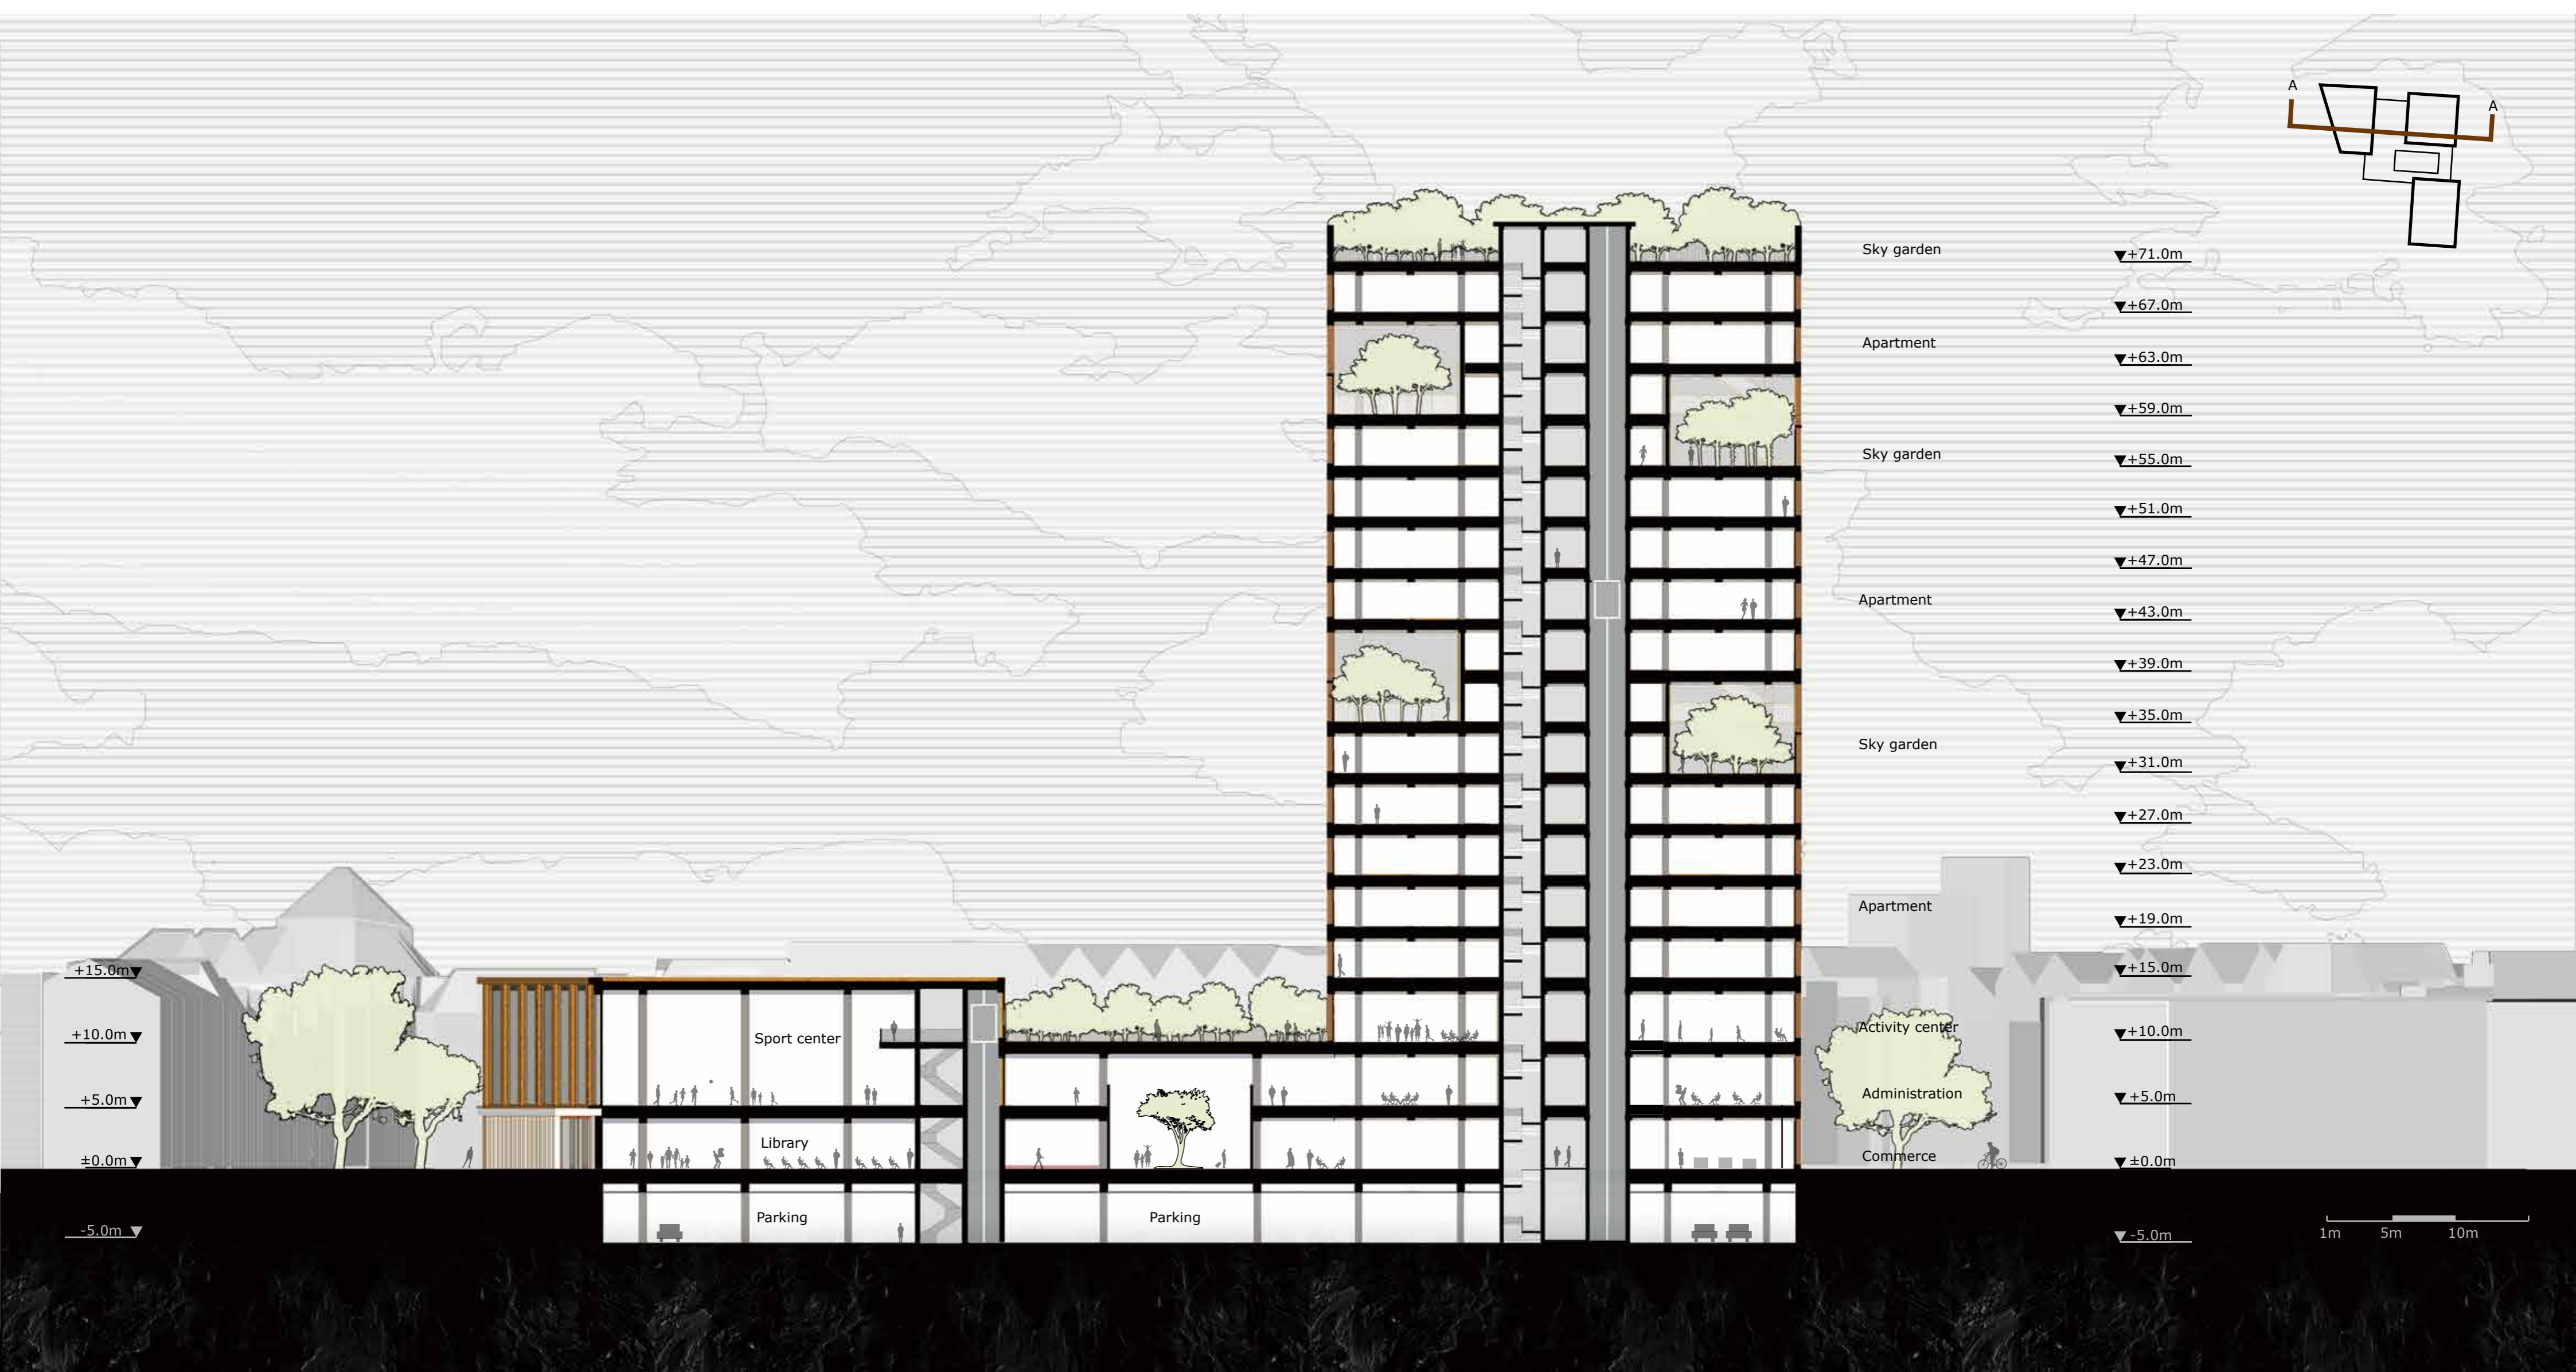 A
A
Sky garden
+71.0m
+67.0m
Apartment
+63.0m
+59.0m
Sky garden
+55.0m
+51.0m
+47.0m
Apartment
+43.0m
+39.0m
+35.0m
Sky garden
+31.0m
+27.0m
+23.0m
Apartment
+19.0m
+15.0m
+15.0m
Activity center
+10.0m
+10.0m
Sport center
Administration
+5.0m
+5.0m
Library
Commerce
±0.0m
±0.0m
Parking
Parking
-5.0m
-5.0m
1m 5m 10m